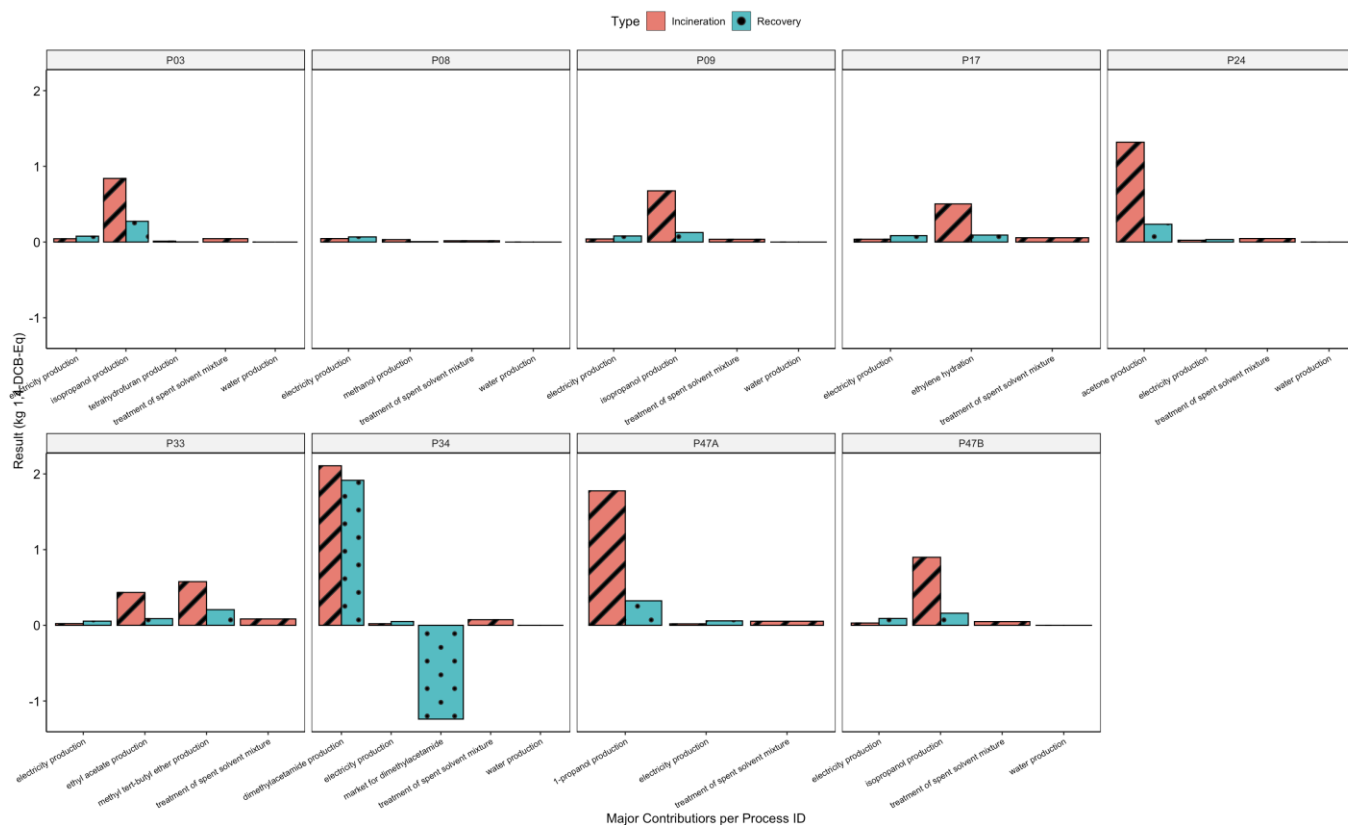 Type Incineration Recovery
P03 P08 P09 P17 P24
2
1
0
-1
electricity production
isopropanol production
tetrahydrofuran production
treatment of spent solvent mixture
water production
electricity production
methanol production
treatment of spent solvent mixture
water production
electricity production
isopropanol production
treatment of spent solvent mixture
water production
electricity production
ethylene hydration
treatment of spent solvent mixture
acetone production
electricity production
treatment of spent solvent mixture
water production
Result (kg 1,4-DCB-Eq)
P33 P34 P47A P47B
2
1
0
-1
electricity production
ethyl acetate production
methyl tert-butyl ether production
treatment of spent solvent mixture
dimethylacetamide production
electricity production
market for dimethylacetamide
treatment of spent solvent mixture
water production
1-propanol production
electricity production
treatment of spent solvent mixture
electricity production
isopropanol production
treatment of spent solvent mixture
water production
Major Contributiors per Process ID